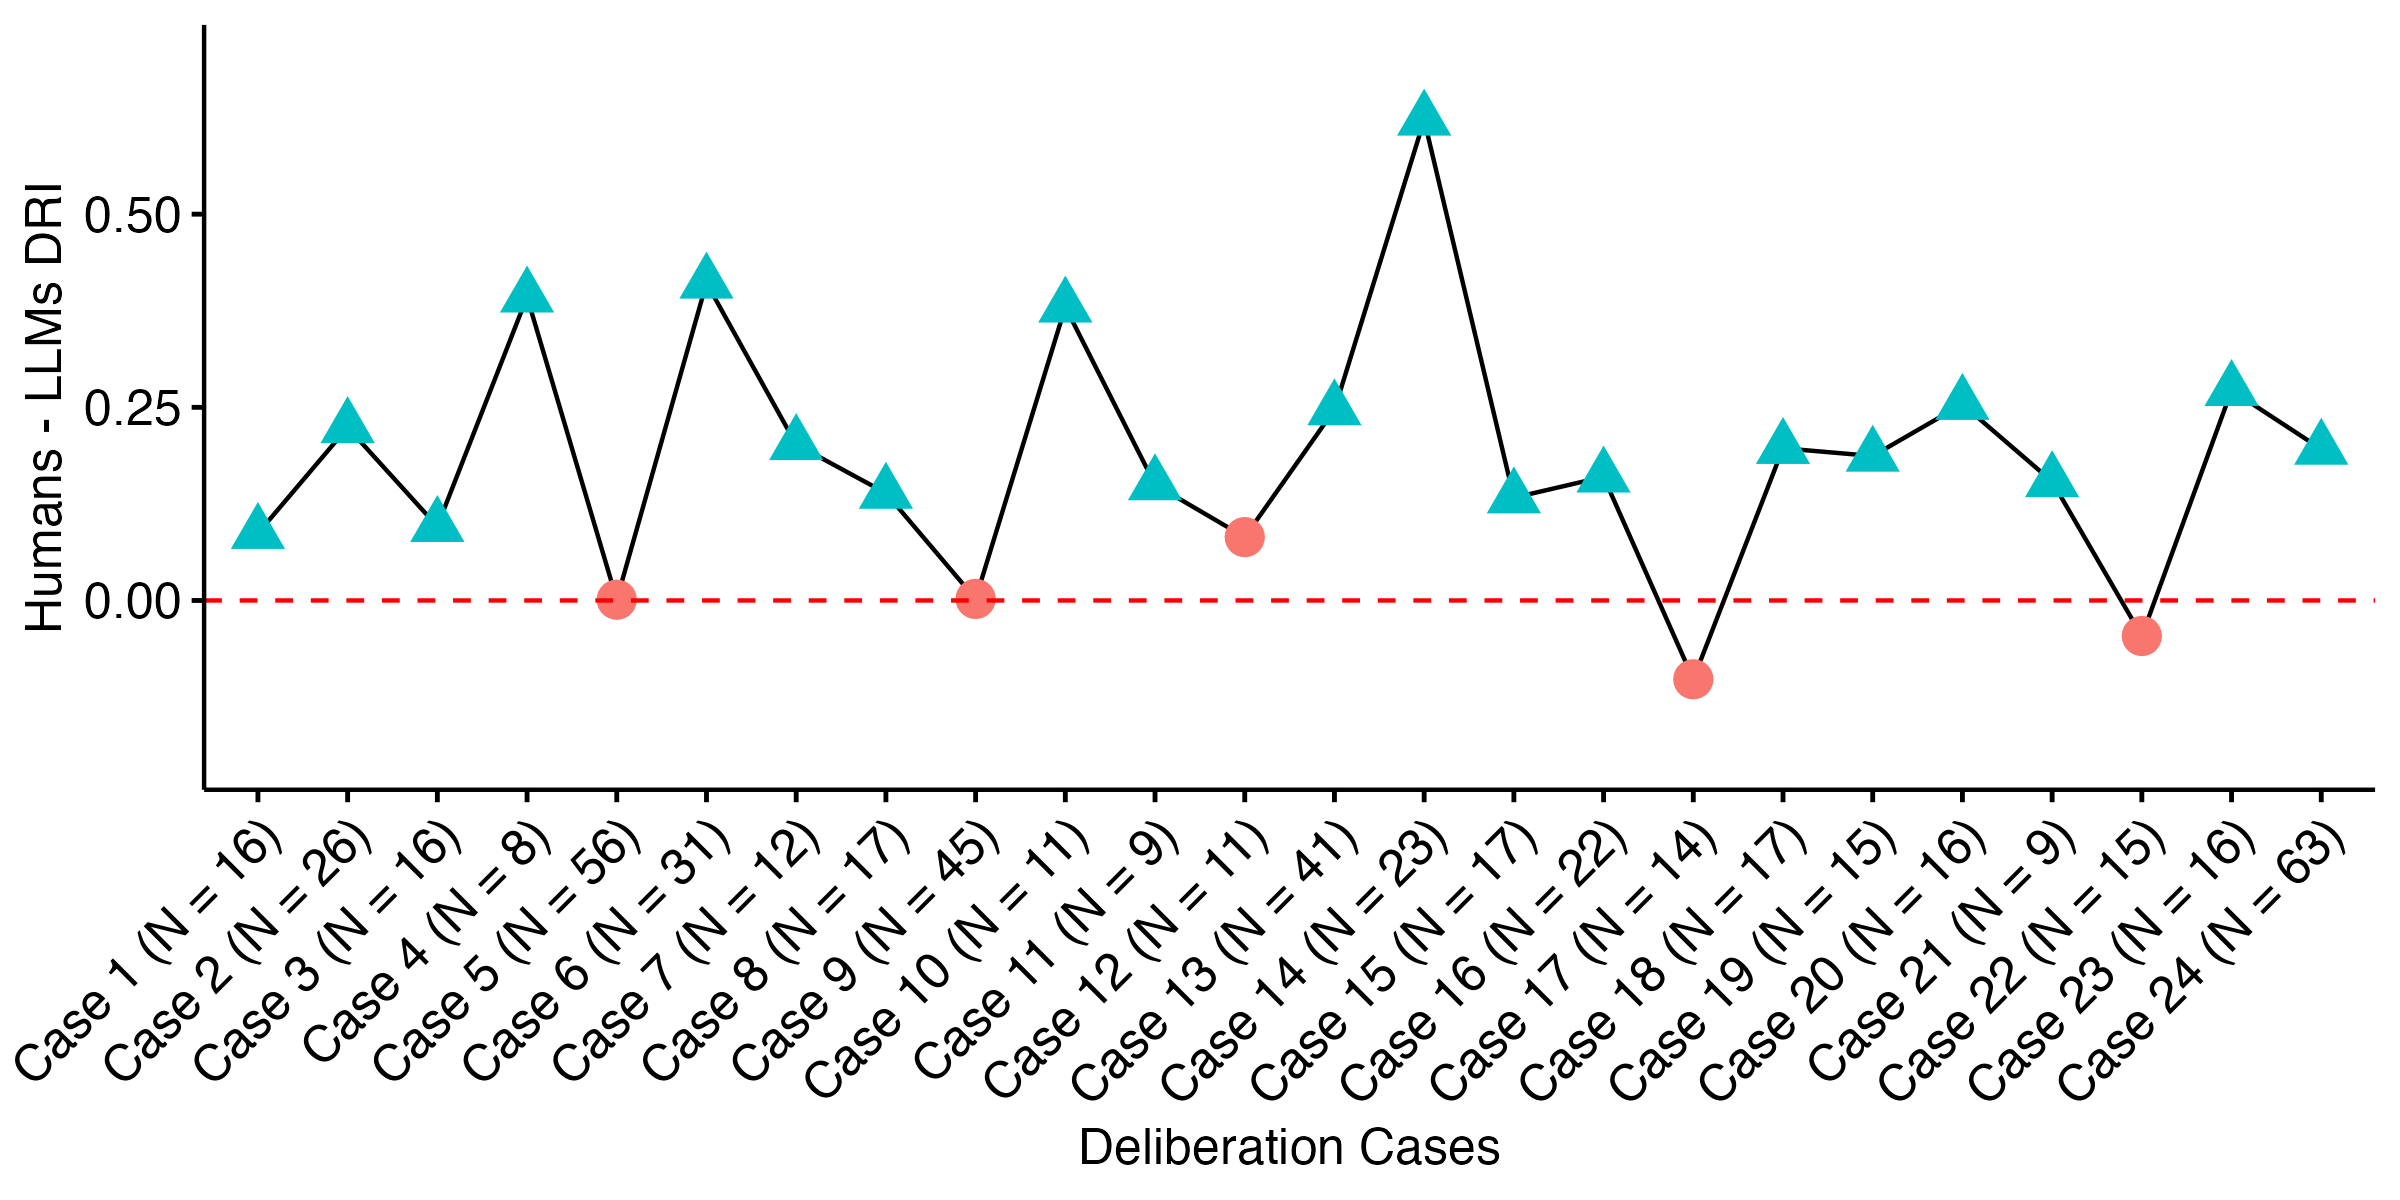 Humans - LLMs DRI
0.50
0.25
0.00
Case 1 (N = 16)
Case 2 (N = 26)
Case 3 (N = 16)
Case 4 (N = 8)
Case 5 (N = 56)
Case 6 (N = 31)
Case 7 (N = 12)
Case 8 (N = 17)
Case 9 (N = 45)
Case 10 (N = 11)
Case 11 (N = 9)
Case 12 (N = 11)
Case 13 (N = 41)
Case 14 (N = 23)
Case 15 (N = 17)
Case 16 (N = 22)
Case 17 (N = 14)
Case 18 (N = 17)
Case 19 (N = 15)
Case 20 (N = 16)
Case 21 (N = 9)
Case 22 (N = 15)
Case 23 (N = 16)
Case 24 (N = 63)
Deliberation Cases